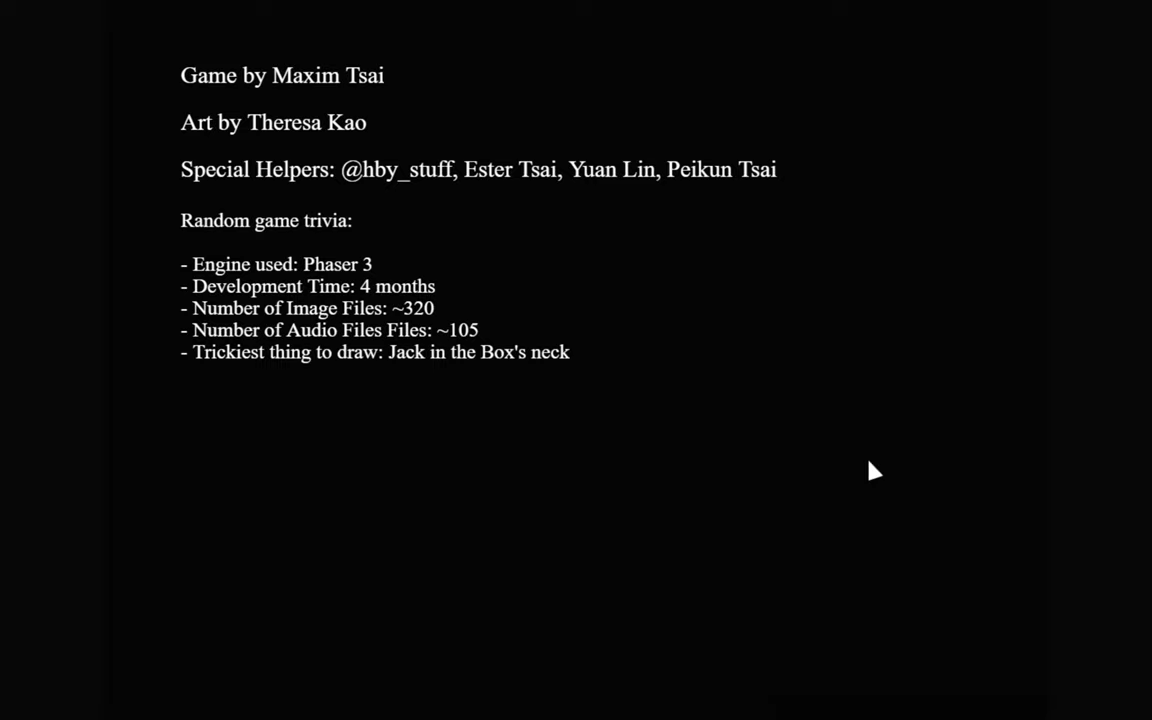 Game by Maxim Tsai
Art by Theresa Kao
Special Helpers: @hby_stuff, Ester Tsai, Yuan Lin, Peikun Tsai
Random game trivia:
- Engine used: Phaser 3
- Development Time: 4 months
- Number of Image Files: ~320
- Number of Audio Files Files: ~105
- Trickiest thing to draw: Jack in the Box's neck